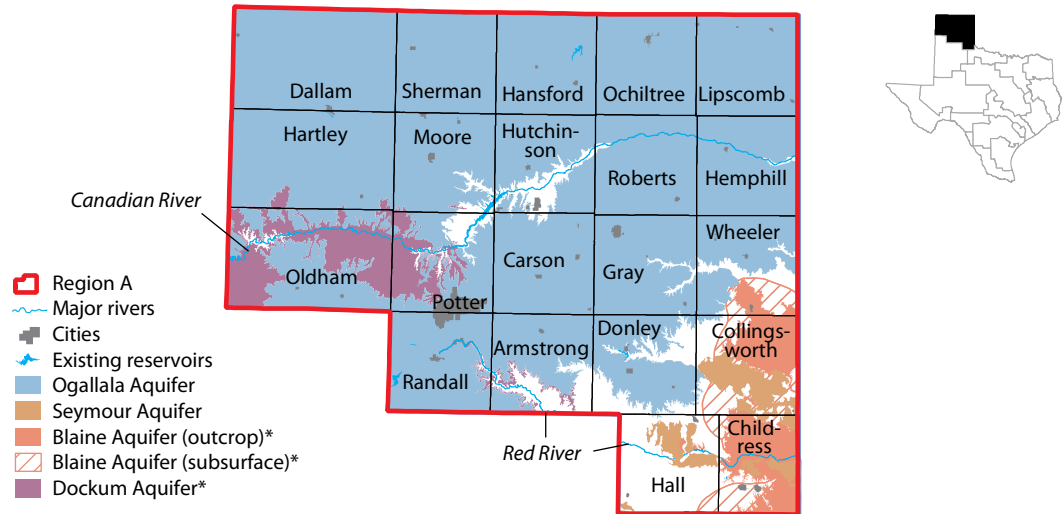 Dallam
Sherman
Hansford
Ochiltree
Lipscomb
Hartley
Moore
Hutchin-
son
Roberts
Hemphill
Canadian River
Wheeler
Oldham
Carson
Gray
Potter
Donley
Collings-
worth
Armstrong
Randall
Child-
ress
Red River
Hall
Region A
Major rivers
Cities
Existing reservoirs
Ogallala Aquifer
Seymour Aquifer
Blaine Aquifer (outcrop)*
Blaine Aquifer (subsurface)*
Dockum Aquifer*